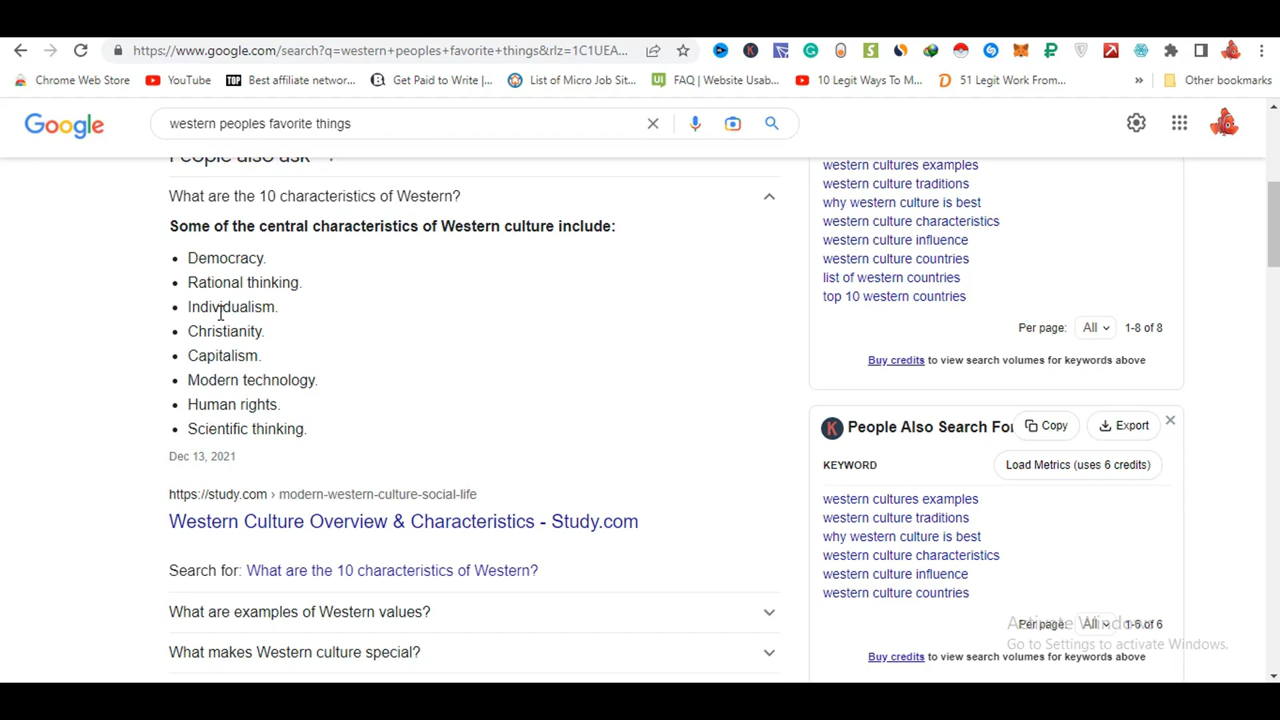 https://www.google.com/search?q=western+peoples+favorite+things&rlz=1C1UEA...
Chrome Web Store
YouTube
TOP
Best affiliate networ...
Get Paid to Write |...
List of Micro Job Sit...
UI
FAQ | Website Usab...
10 Legit Ways To M...
51 Legit Work From...
»
Other bookmarks
Google
western peoples favorite things
People also ask
What are the 10 characteristics of Western?
Some of the central characteristics of Western culture include:
• Democracy.
• Rational thinking.
• Individualism.
• Christianity.
• Capitalism.
• Modern technology.
• Human rights.
• Scientific thinking.
Dec 13, 2021
https://study.com › modern-western-culture-social-life
Western Culture Overview & Characteristics - Study.com
Search for: What are the 10 characteristics of Western?
What are examples of Western values?
What makes Western culture special?
western cultures examples
western culture traditions
why western culture is best
western culture characteristics
western culture influence
western culture countries
list of western countries
top 10 western countries
Per page: All 1-8 of 8
Buy credits to view search volumes for keywords above
K People Also Search For
Copy
Export
KEYWORD
Load Metrics (uses 6 credits)
western cultures examples
western culture traditions
why western culture is best
western culture characteristics
western culture influence
western culture countries
Per page: All 1-6 of 6
Activate Windows
Go to Settings to activate Windows.
Buy credits to view search volumes for keywords above